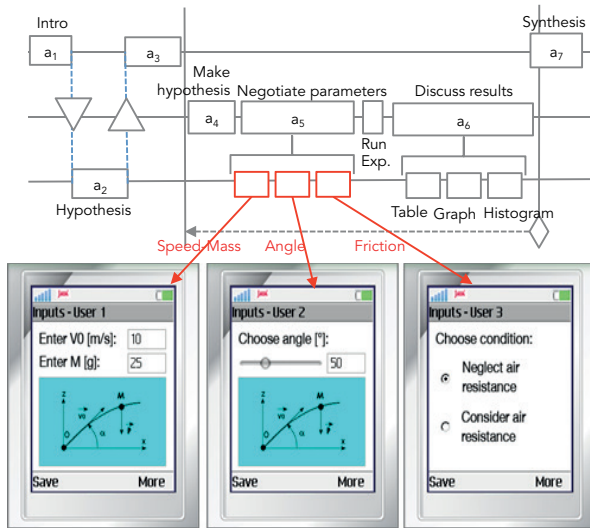 Intro
Synthesis
a1
a3
a7
Make
hypothesis
Negotiate parameters
Discuss results
a4
a5
a6
Run
Exp.
a2
Hypothesis
Table
Graph
Histogram
Speed-Mass
Angle
Friction
Inputs - User 1
Enter V0 [m/s]:
10
Enter M [g]:
25
z
M
v0
P
O
α
x
Save
More
Inputs - User 2
Choose angle [°]:
50
z
M
v0
P
O
α
x
Save
More
Inputs - User 3
Choose condition:
Neglect air
resistance
Consider air
resistance
Save
More